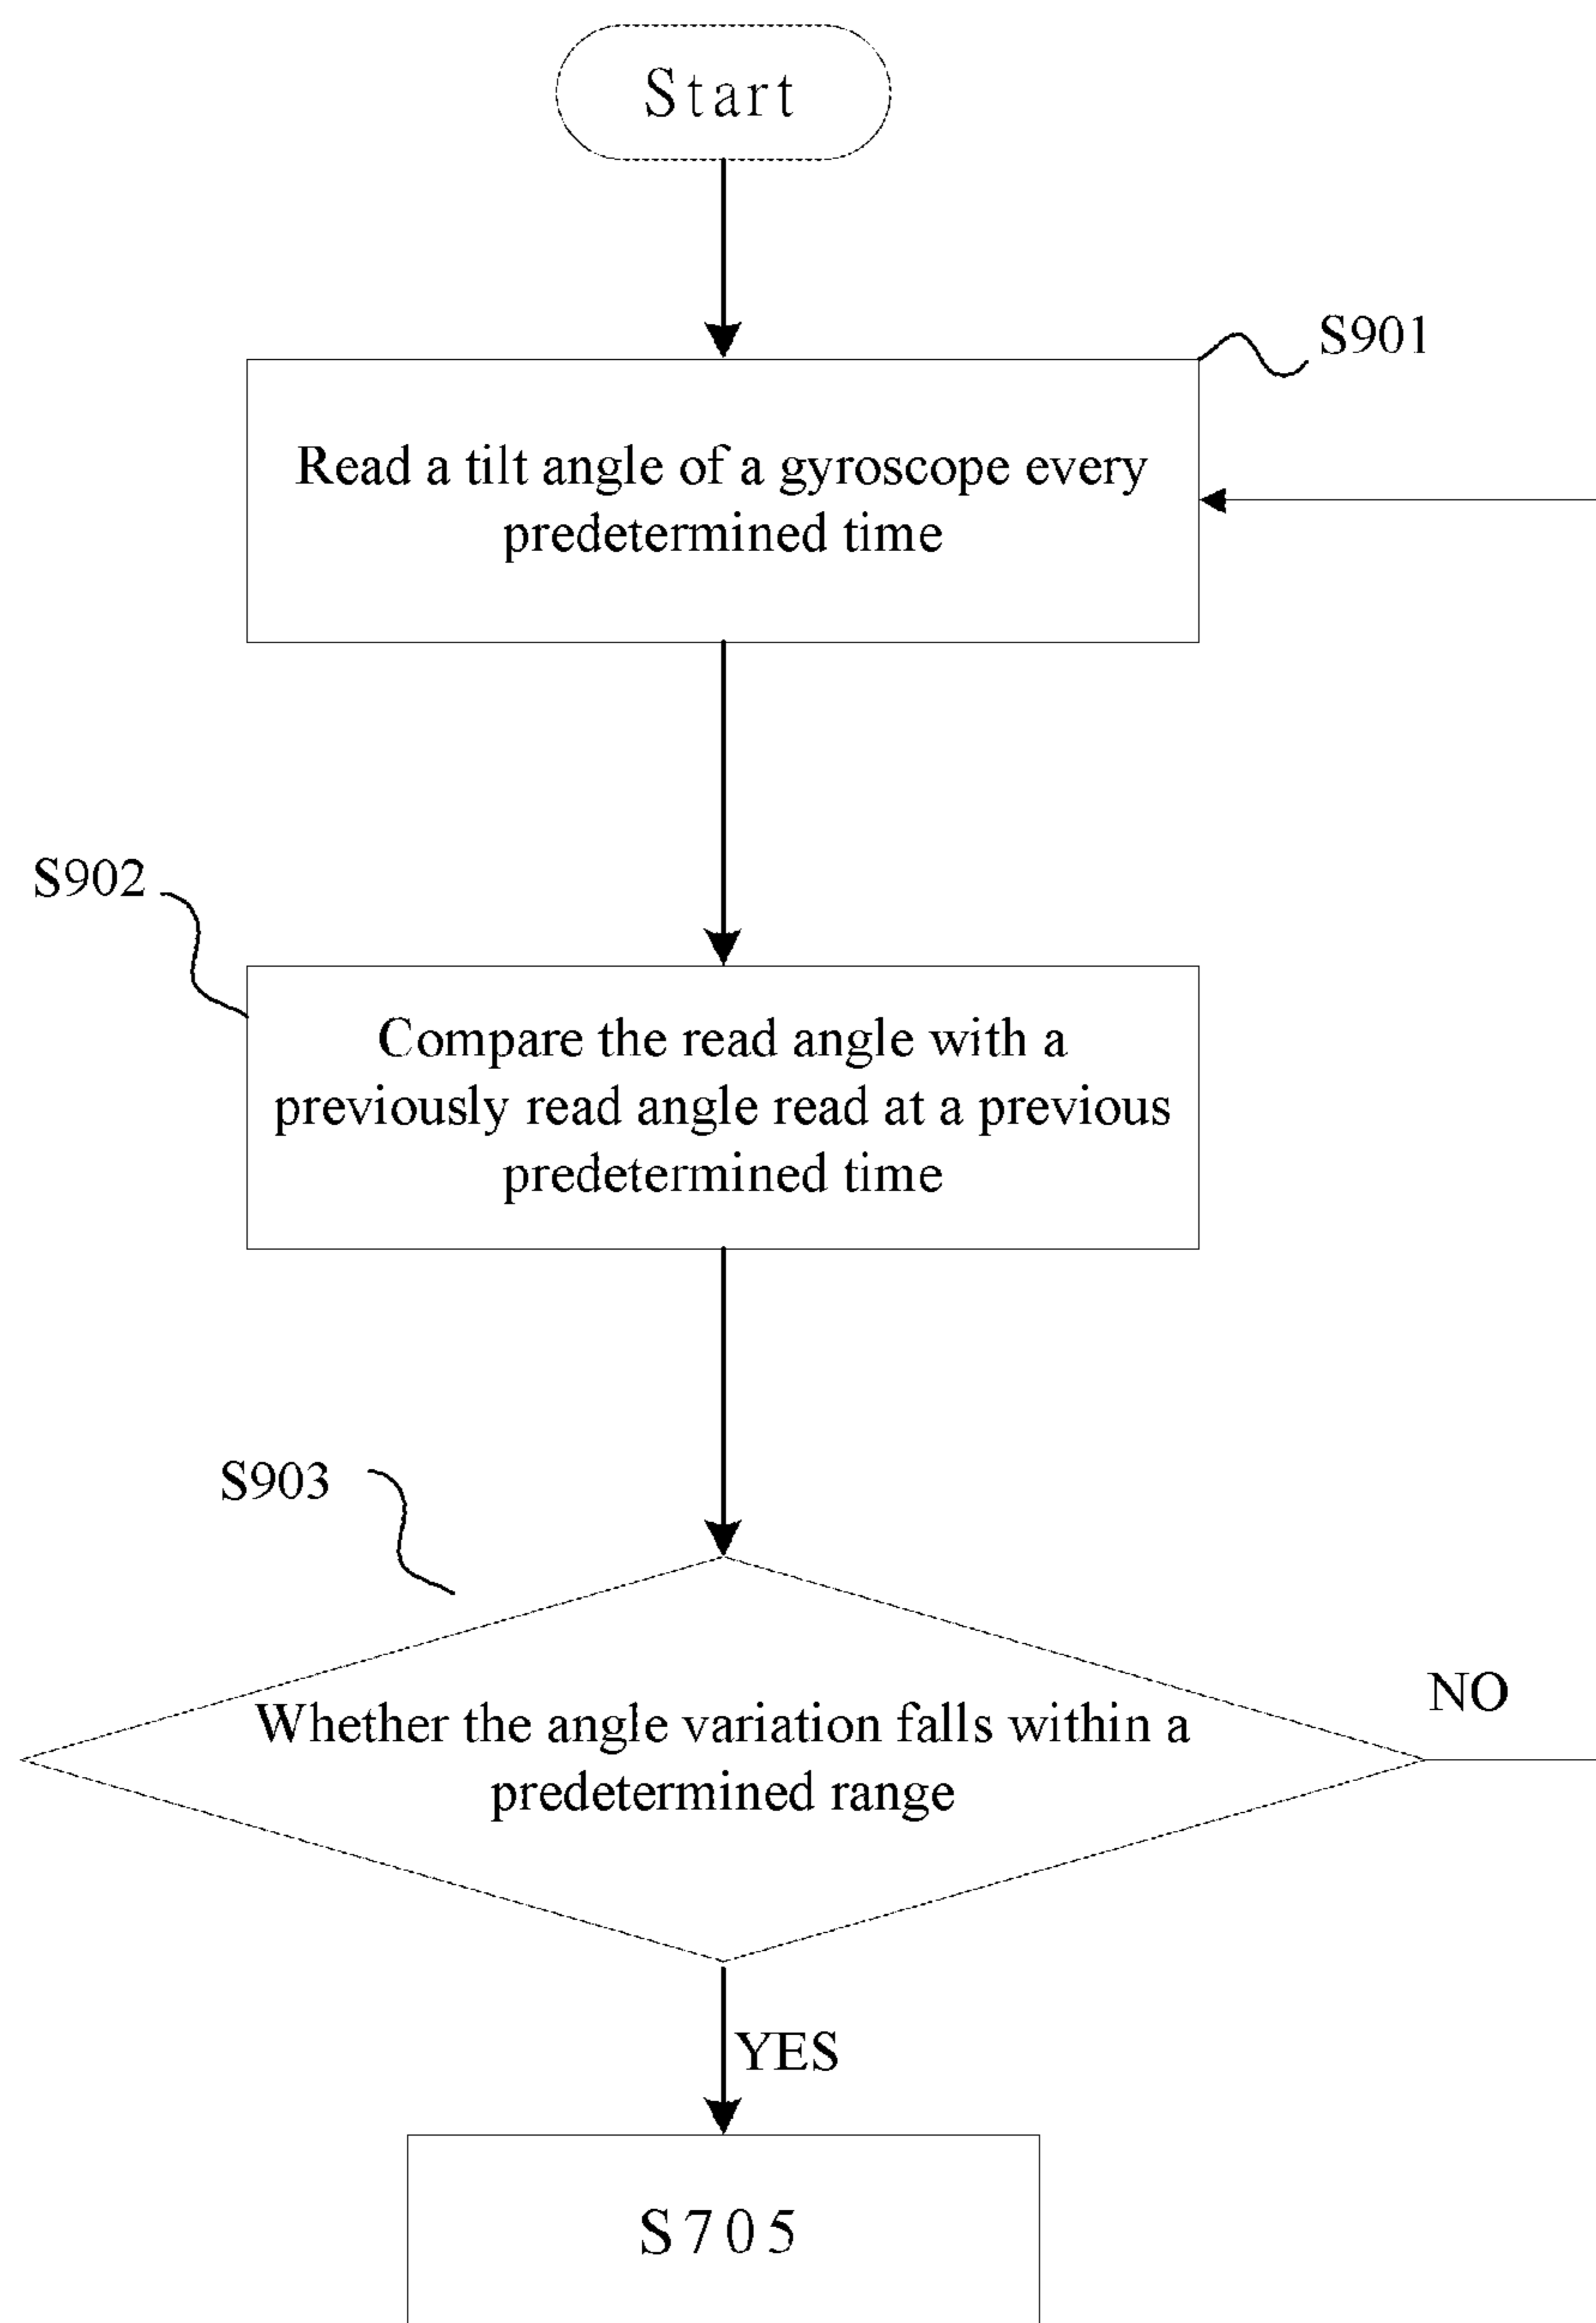 Start
S901
Read a tilt angle of a gyroscope every
predetermined time
S902
Compare the read angle with a
previously read angle read at a previous
predetermined time
S903
Whether the angle variation falls within a
predetermined range
NO
YES
S705